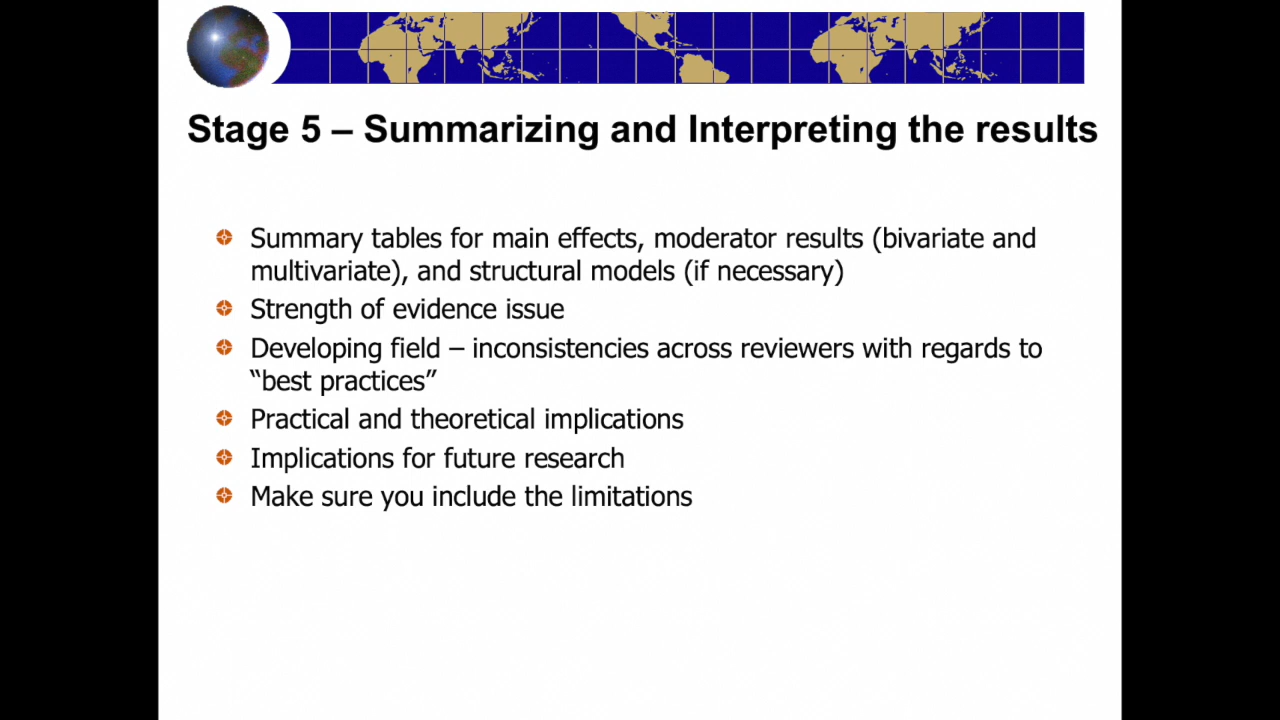 Stage 5 – Summarizing and Interpreting the results
Summary tables for main effects, moderator results (bivariate and
multivariate), and structural models (if necessary)
Strength of evidence issue
Developing field – inconsistencies across reviewers with regards to
“best practices”
Practical and theoretical implications
Implications for future research
Make sure you include the limitations